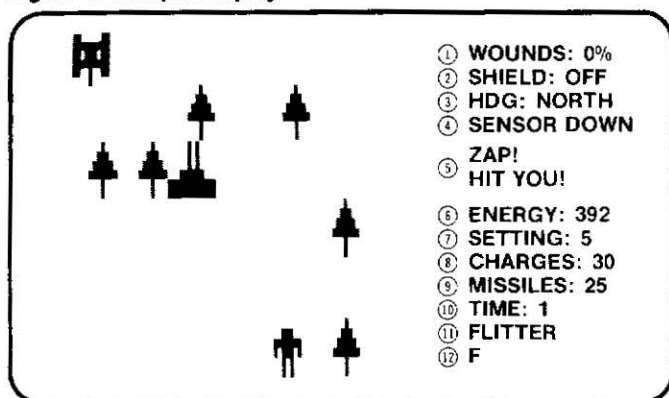 ① WOUNDS: 0%
② SHIELD: OFF
③ HDG: NORTH
④ SENSOR DOWN
⑤ ZAP!
HIT YOU!
⑥ ENERGY: 392
⑦ SETTING: 5
⑧ CHARGES: 30
⑨ MISSILES: 25
⑩ TIME: 1
⑪ FLITTER
⑫ F